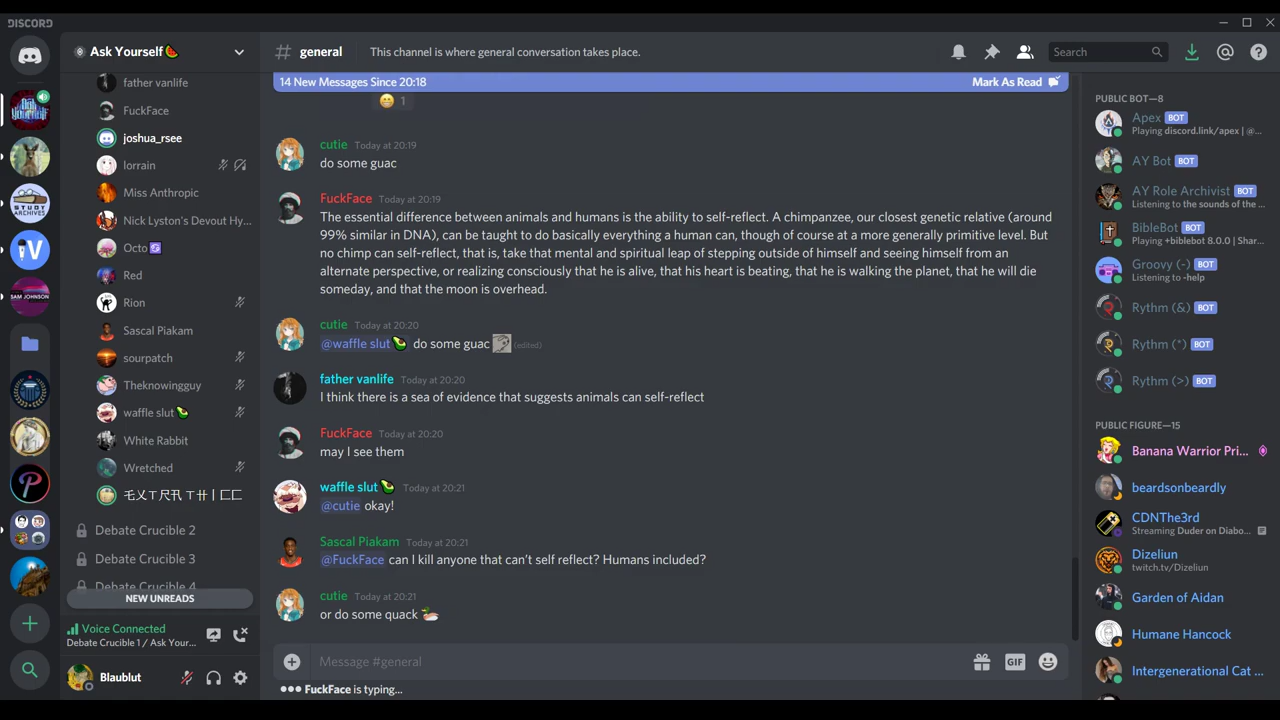 DISCORD
Ask Yourself🍉
general
This channel is where general conversation takes place.
Search
father vanlife
FuckFace
joshua_rsee
lorrain
Miss Anthropic
Nick Lyston's Devout Hy...
Octo
Red
Rion
Sascal Piakam
sourpatch
Theknowingguy
waffle slut🥑
White Rabbit
Wretched
Debate Crucible 2
Debate Crucible 3
Debate Crucible 4
NEW UNREADS
Voice Connected
Debate Crucible 1 / Ask Your...
Blaublut
SAM JOHNSON
STUDY
ARCHIVES
14 New Messages Since 20:18
Mark As Read
😁 1
cutie Today at 20:19
do some guac
FuckFace Today at 20:19
The essential difference between animals and humans is the ability to self-reflect. A chimpanzee, our closest genetic relative (around
99% similar in DNA), can be taught to do basically everything a human can, though of course at a more generally primitive level. But
no chimp can self-reflect, that is, take that mental and spiritual leap of stepping outside of himself and seeing himself from an
alternate perspective, or realizing consciously that he is alive, that his heart is beating, that he is walking the planet, that he will die
someday, and that the moon is overhead.
cutie Today at 20:20
@waffle slut🥑 do some guac (edited)
father vanlife Today at 20:20
I think there is a sea of evidence that suggests animals can self-reflect
FuckFace Today at 20:20
may I see them
waffle slut🥑 Today at 20:21
@cutie okay!
Sascal Piakam Today at 20:21
@FuckFace can I kill anyone that can't self reflect? Humans included?
cutie Today at 20:21
or do some quack 🦆
Message #general
GIF
FuckFace is typing...
PUBLIC BOT—8
Apex BOT
Playing discord.link/apex | @...
AY Bot BOT
AY Role Archivist BOT
Listening to the sounds of the ...
BibleBot BOT
Playing +biblebot 8.0.0 | Shar...
Groovy (-) BOT
Listening to -help
Rythm (&) BOT
Rythm (*) BOT
Rythm (>) BOT
PUBLIC FIGURE—15
Banana Warrior Pri...
beardsonbeardly
CDNThe3rd
Streaming Duder on Diabo...
Dizeliun
twitch.tv/Dizeliun
Garden of Aidan
Humane Hancock
Intergenerational Cat ...